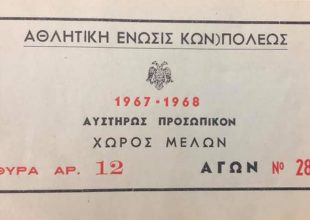 ΑΘΛΗΤΙΚΗ ΕΝΩΣΙΣ ΚΩΝ)ΠΟΛΕΩΣ
1967 - 1968
ΑΥΣΤΗΡΩΣ ΠΡΟΣΩΠΙΚΟΝ
ΧΩΡΟΣ ΜΕΛΩΝ
ΘΥΡΑ ΑΡ. 12 ΑΓΩΝ № 28